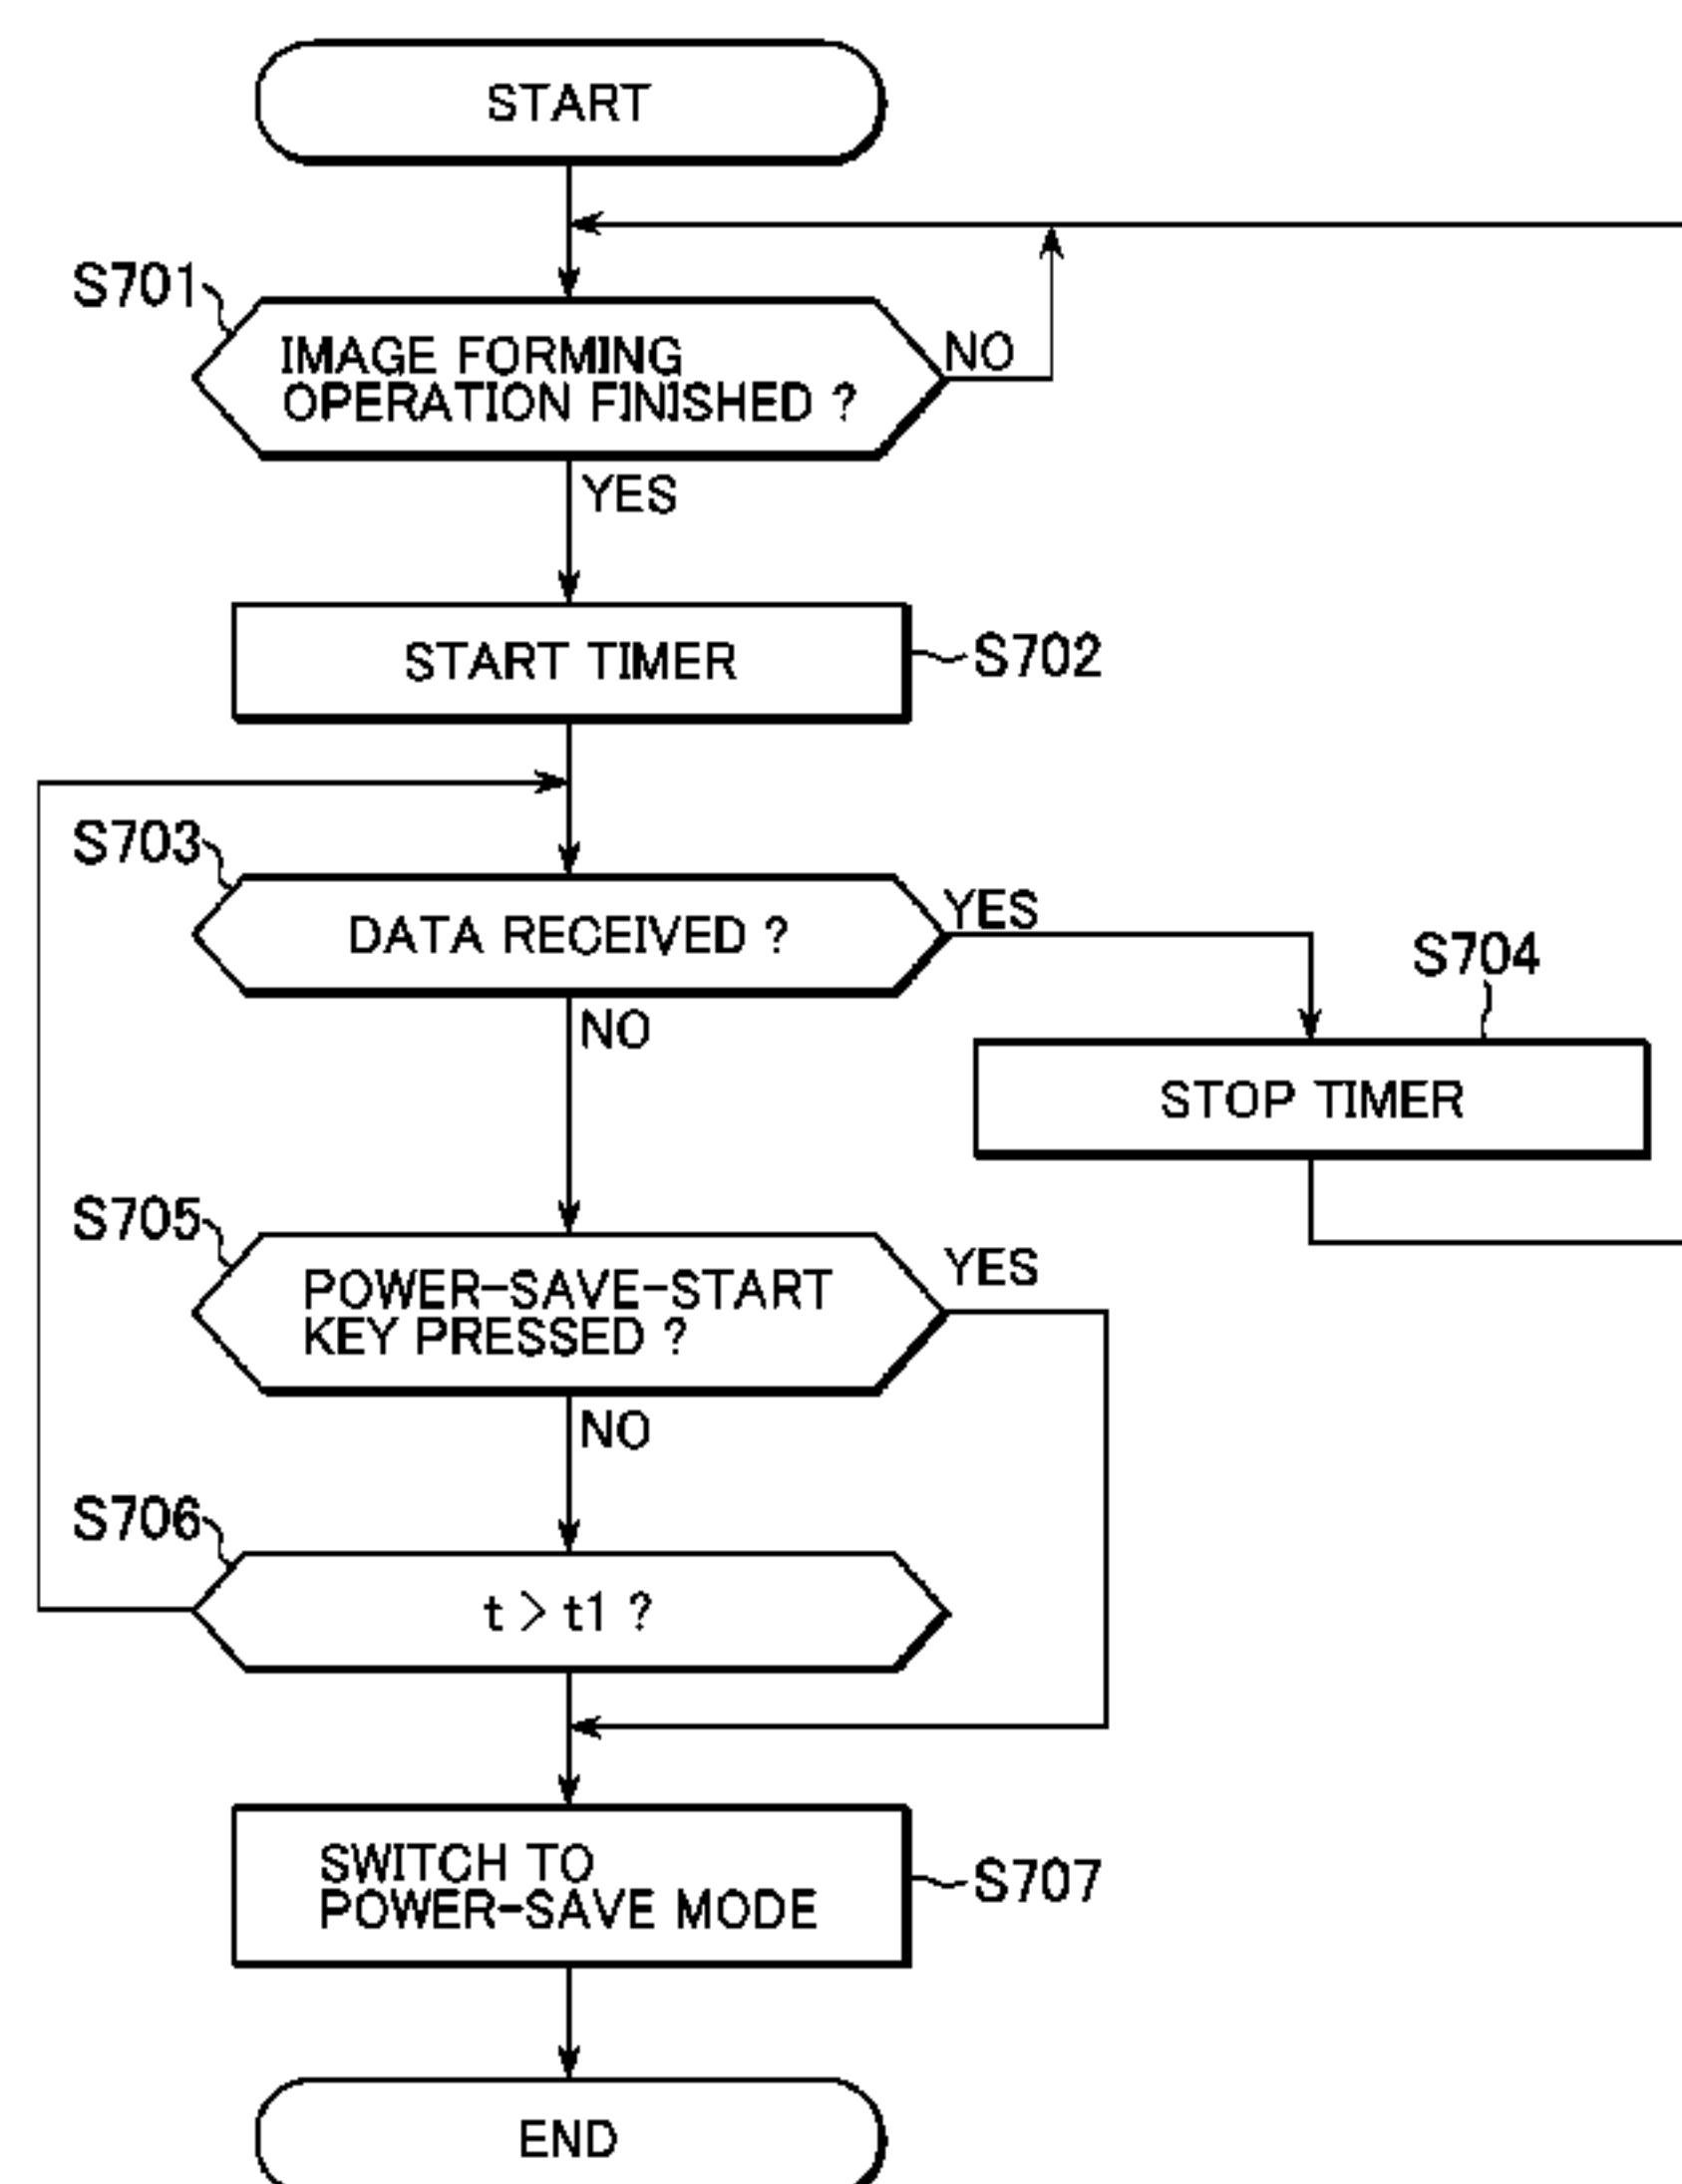 START
S701
IMAGE FORMING
OPERATION FINISHED ?
NO
YES
START TIMER
S702
S703
DATA RECEIVED ?
YES
NO
S704
STOP TIMER
S705
POWER-SAVE-START
KEY PRESSED ?
YES
NO
S706
t > t1 ?
SWITCH TO
POWER-SAVE MODE
S707
END